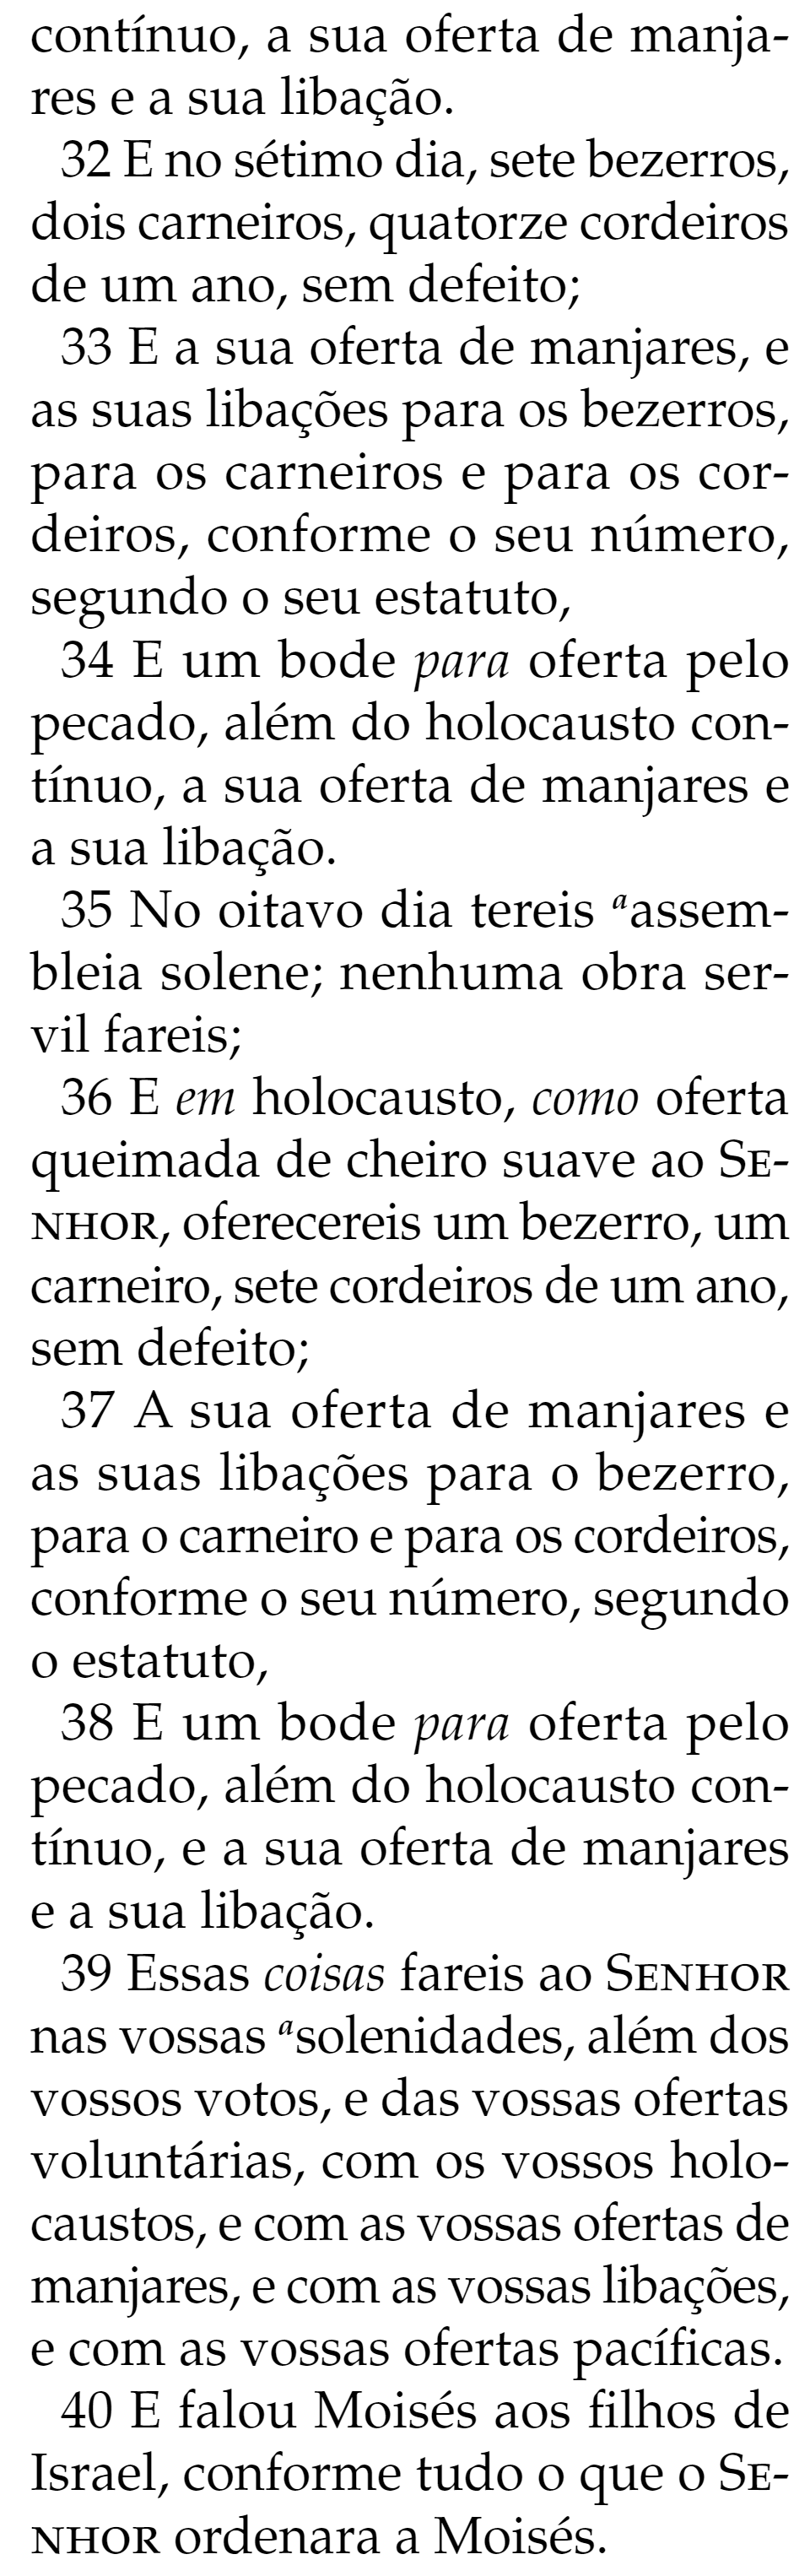 contínuo, a sua oferta de manja-
res e a sua libação.
32 E no sétimo dia, sete bezerros,
dois carneiros, quatorze cordeiros
de um ano, sem defeito;
33 E a sua oferta de manjares, e
as suas libações para os bezerros,
para os carneiros e para os cor-
deiros, conforme o seu número,
segundo o seu estatuto,
34 E um bode para oferta pelo
pecado, além do holocausto con-
tínuo, a sua oferta de manjares e
a sua libação.
35 No oitavo dia tereis ᵃassem-
bleia solene; nenhuma obra ser-
vil fareis;
36 E em holocausto, como oferta
queimada de cheiro suave ao SE-
NHOR, oferecereis um bezerro, um
carneiro, sete cordeiros de um ano,
sem defeito;
37 A sua oferta de manjares e
as suas libações para o bezerro,
para o carneiro e para os cordeiros,
conforme o seu número, segundo
o estatuto,
38 E um bode para oferta pelo
pecado, além do holocausto con-
tínuo, e a sua oferta de manjares
e a sua libação.
39 Essas coisas fareis ao SENHOR
nas vossas ᵃsolenidades, além dos
vossos votos, e das vossas ofertas
voluntárias, com os vossos holo-
caustos, e com as vossas ofertas de
manjares, e com as vossas libações,
e com as vossas ofertas pacíficas.
40 E falou Moisés aos filhos de
Israel, conforme tudo o que o SE-
NHOR ordenara a Moisés.